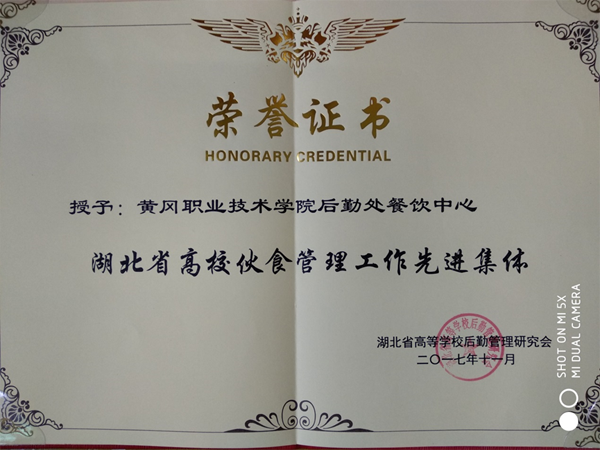 荣誉证书
HONORARY CREDENTIAL
授予：黄冈职业技术学院后勤处餐饮中心
湖北省高校伙食管理工作先进集体
湖北省高等学校后勤管理研究会
二〇一七年十一月
SHOT ON MI 5X
MI DUAL CAMERA